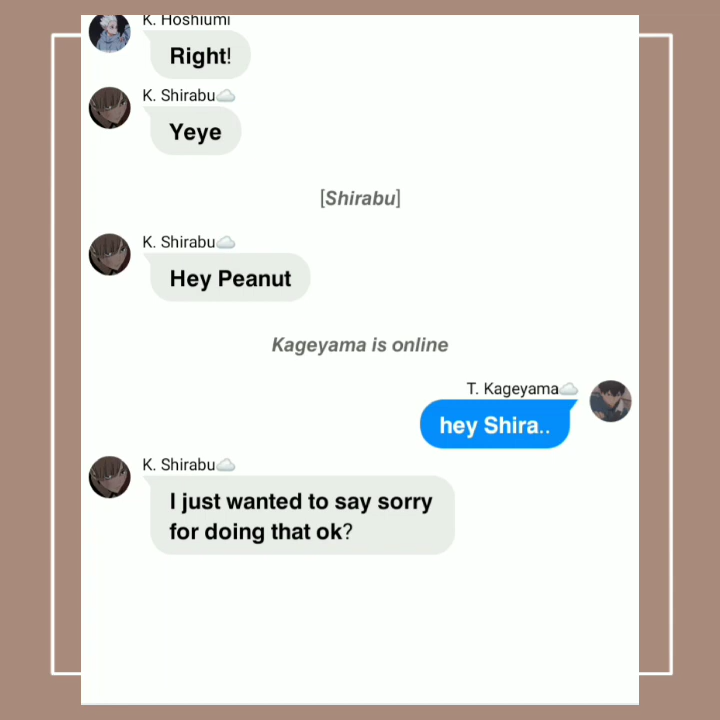 K. Hoshiumi
Right!
K. Shirabu☁️
Yeye
[Shirabu]
K. Shirabu☁️
Hey Peanut
Kageyama is online
T. Kageyama☁️
hey Shira..
K. Shirabu☁️
I just wanted to say sorry
for doing that ok?